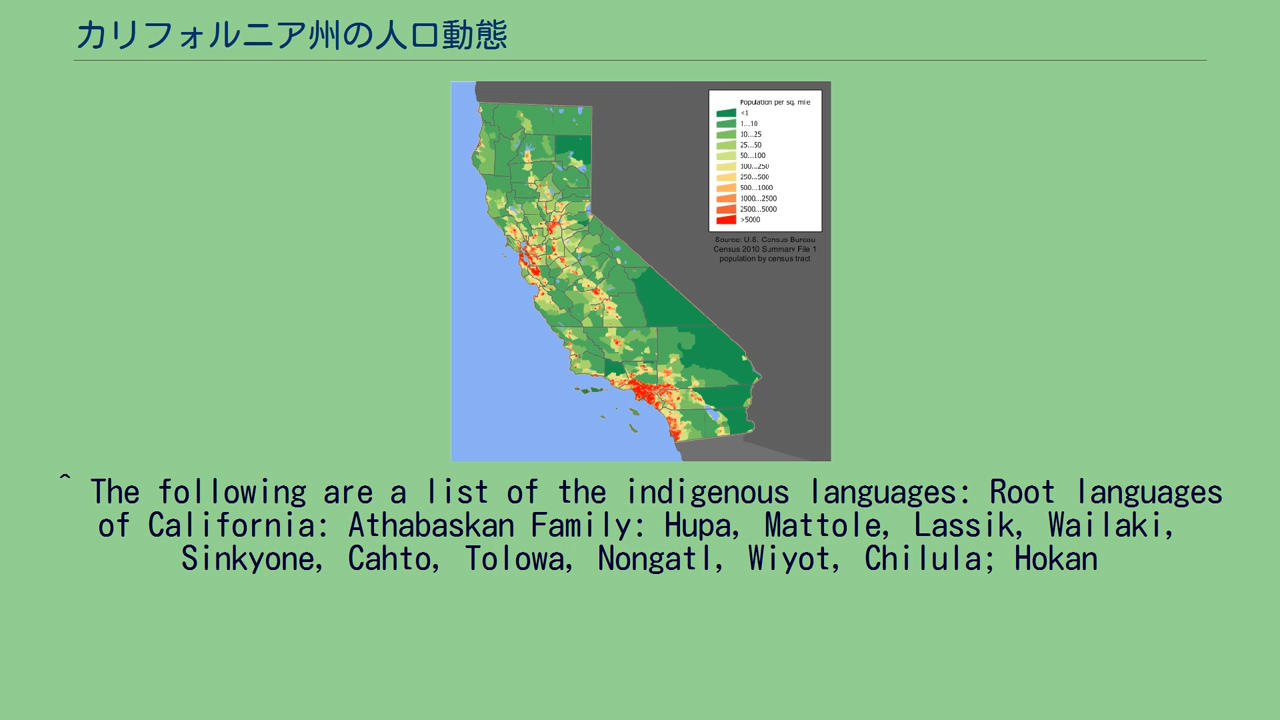 カリフォルニア州の人口動態
Population per sq. mile
<1
1...10
10...25
25...50
50...100
100...250
250...500
500...1000
1000...2500
2500...5000
>5000
Source: U.S. Census Bureau
Census 2010 Summary File 1
population by census tract
^ The following are a list of the indigenous languages: Root languages
of California: Athabaskan Family: Hupa, Mattole, Lassik, Wailaki,
Sinkyone, Cahto, Tolowa, Nongatl, Wiyot, Chilula; Hokan